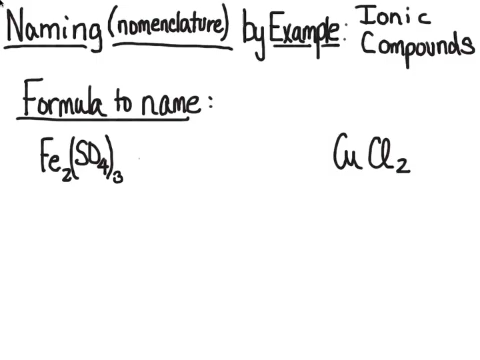 Naming (nomenclature) by Example: Ionic Compounds
Formula to name:
Fe₂(SO₄)₃ CuCl₂